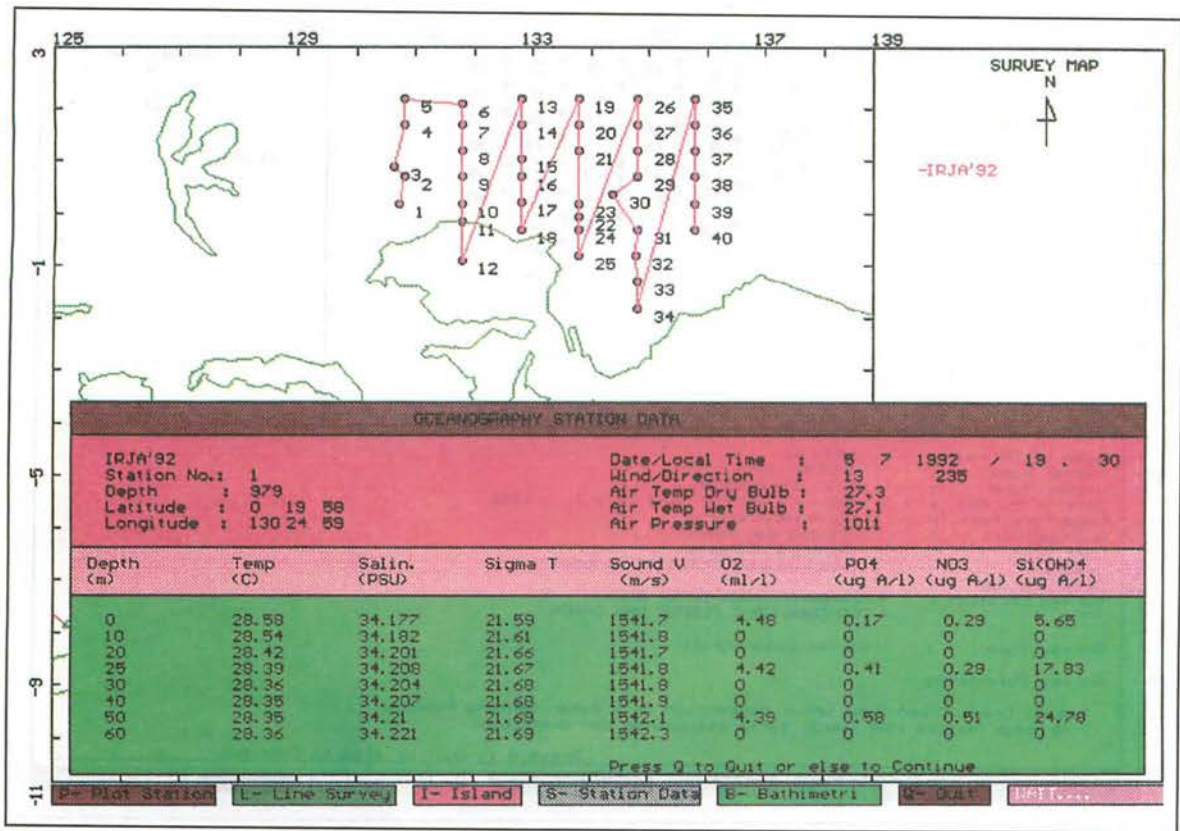 125 129 133 137 139
3
SURVEY MAP
N
5 6 13 19 26 35
4 7 14 20 27 36
3 8 15 21 28 37
-IRJA'92
2 9 16 29 38
1 10 17 23 30 39
11 18 22 24 31 40
-1
12 25 32
33
34
OCEANOGRAPHY STATION DATA
IRJA'92 Date/Local Time : 5 7 1992 / 19 . 30
-5
Station No.: 1 Wind/Direction : 13 235
Depth : 979 Air Temp Dry Bulb : 27.3
Latitude : 0 19 58 Air Temp Wet Bulb : 27.1
Longitude : 130 24 59 Air Pressure : 1011
Depth Temp Salin. Sigma T Sound V O2 PO4 NO3 Si(OH)4
(m) (C) (PSU) (m/s) (ml/l) (ug A/l) (ug A/l) (ug A/l)
0 28.58 34.177 21.59 1541.7 4.48 0.17 0.29 5.65
10 28.54 34.182 21.61 1541.8 0 0 0 0
20 28.42 34.201 21.66 1541.7 0 0 0 0
25 28.39 34.208 21.67 1541.8 4.42 0.41 0.29 17.83
-9
30 28.36 34.204 21.68 1541.8 0 0 0 0
40 28.35 34.207 21.68 1541.9 0 0 0 0
50 28.35 34.21 21.69 1542.1 4.39 0.58 0.51 24.78
60 28.36 34.221 21.69 1542.3 0 0 0 0
Press Q to Quit or else to Continue
-11
P- Plot Station L- Line Survey I- Island S- Station Data B- Bathimetri Q- Quit WAIT....